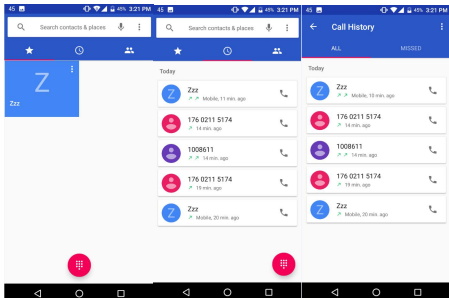 45
45% 3:21 PM
Search contacts & places
Z
Zzz
45
45% 3:21 PM
Search contacts & places
Today
Z
Zzz
Mobile, 11 min. ago
176 0211 5174
14 min. ago
1008611
14 min. ago
176 0211 5174
19 min. ago
Z
Zzz
Mobile, 20 min. ago
45
45% 3:21 PM
Call History
ALL MISSED
Today
Z
Zzz
Mobile, 10 min. ago
176 0211 5174
14 min. ago
1008611
14 min. ago
176 0211 5174
19 min. ago
Z
Zzz
Mobile, 20 min. ago